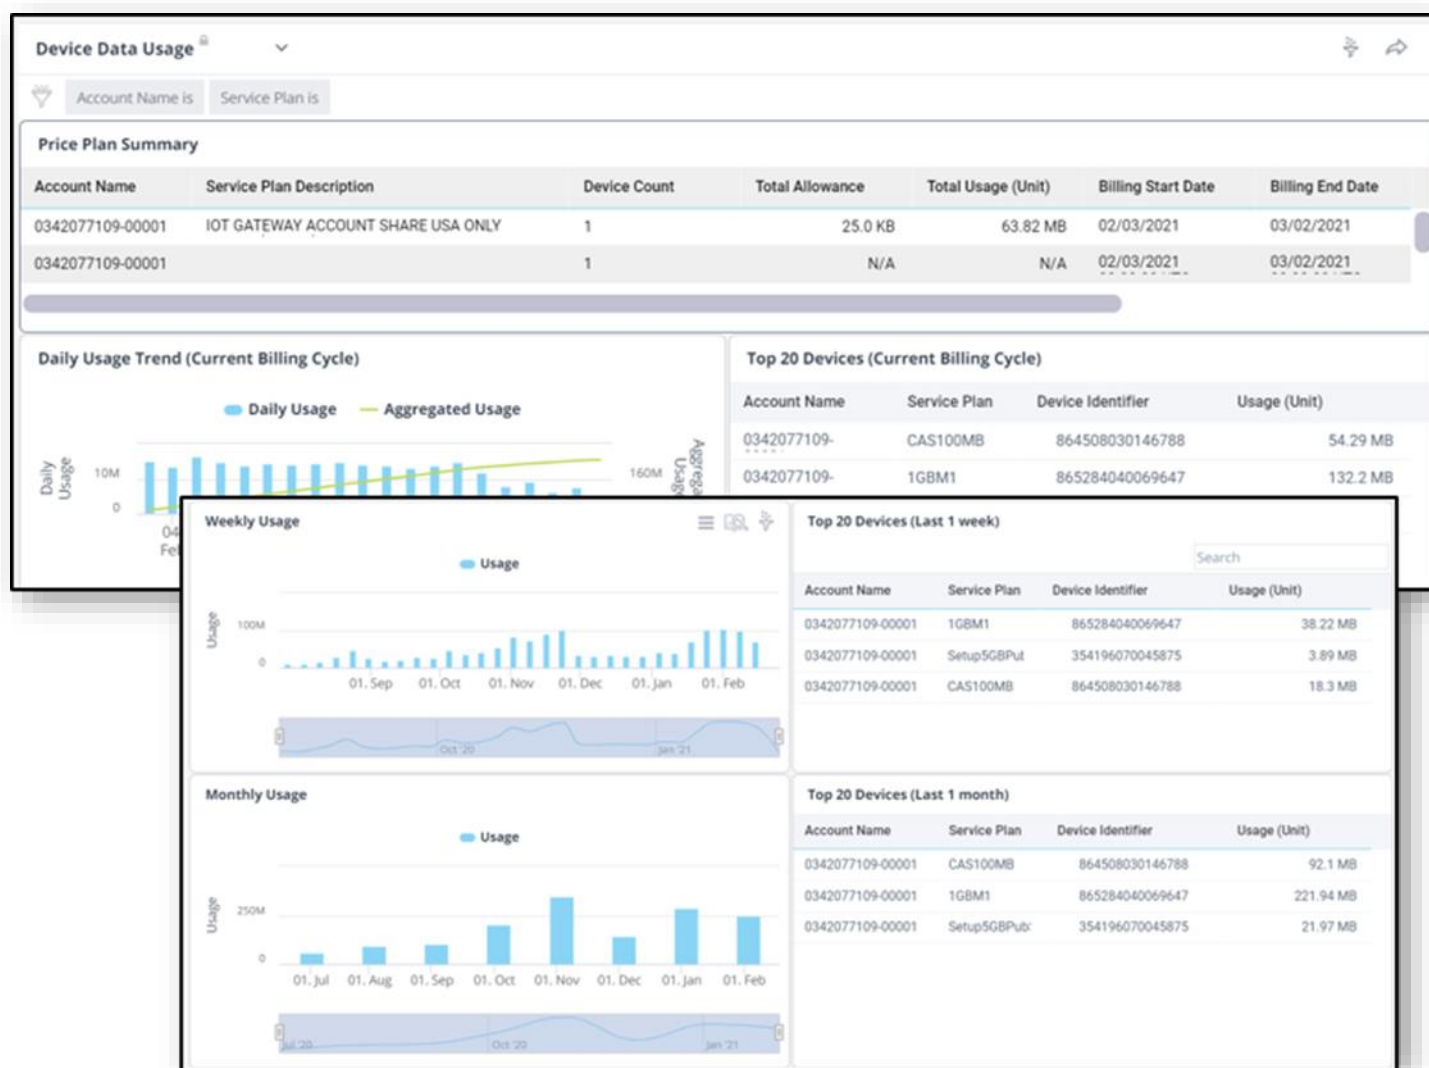 Device Data Usage
Account Name is Service Plan is
Price Plan Summary
Account Name Service Plan Description Device Count Total Allowance Total Usage (Unit) Billing Start Date Billing End Date
0342077109-00001 IOT GATEWAY ACCOUNT SHARE USA ONLY 1 25.0 KB 63.82 MB 02/03/2021 03/02/2021
0342077109-00001 1 N/A N/A 02/03/2021 03/02/2021
Daily Usage Trend (Current Billing Cycle)
Daily Usage Aggregated Usage
Daily Usage
10M
0
160M
04
Top 20 Devices (Current Billing Cycle)
Account Name Service Plan Device Identifier Usage (Unit)
0342077109- CAS100MB 864508030146788 54.29 MB
0342077109- 1GBM1 865284040069647 132.2 MB
Weekly Usage
Usage
Usage
100M
0
01. Sep 01. Oct 01. Nov 01. Dec 01. Jan 01. Feb
Oct '20 Jan '21
Top 20 Devices (Last 1 week)
Search
Account Name Service Plan Device Identifier Usage (Unit)
0342077109-00001 1GBM1 865284040069647 38.22 MB
0342077109-00001 Setup5GBPut 354196070045875 3.89 MB
0342077109-00001 CAS100MB 864508030146788 18.3 MB
Monthly Usage
Usage
Usage
250M
0
01. Jul 01. Aug 01. Sep 01. Oct 01. Nov 01. Dec 01. Jan 01. Feb
Jul '20 Oct '20 Jan '21
Top 20 Devices (Last 1 month)
Account Name Service Plan Device Identifier Usage (Unit)
0342077109-00001 CAS100MB 864508030146788 92.1 MB
0342077109-00001 1GBM1 865284040069647 221.94 MB
0342077109-00001 Setup5GBPub 354196070045875 21.97 MB